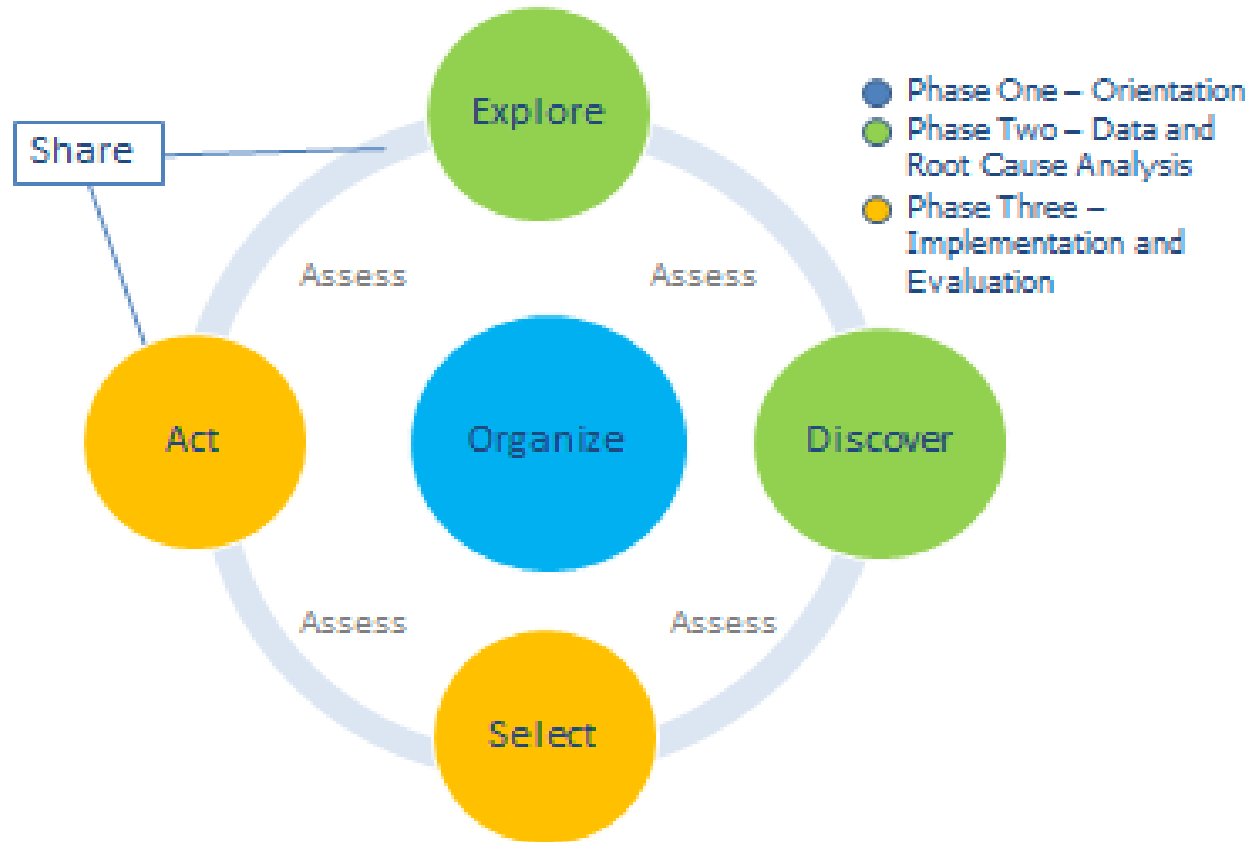 Explore
Phase One – Orientation
Phase Two – Data and
Root Cause Analysis
Phase Three –
Implementation and
Evaluation
Share
Assess
Assess
Act
Organize
Discover
Assess
Assess
Select